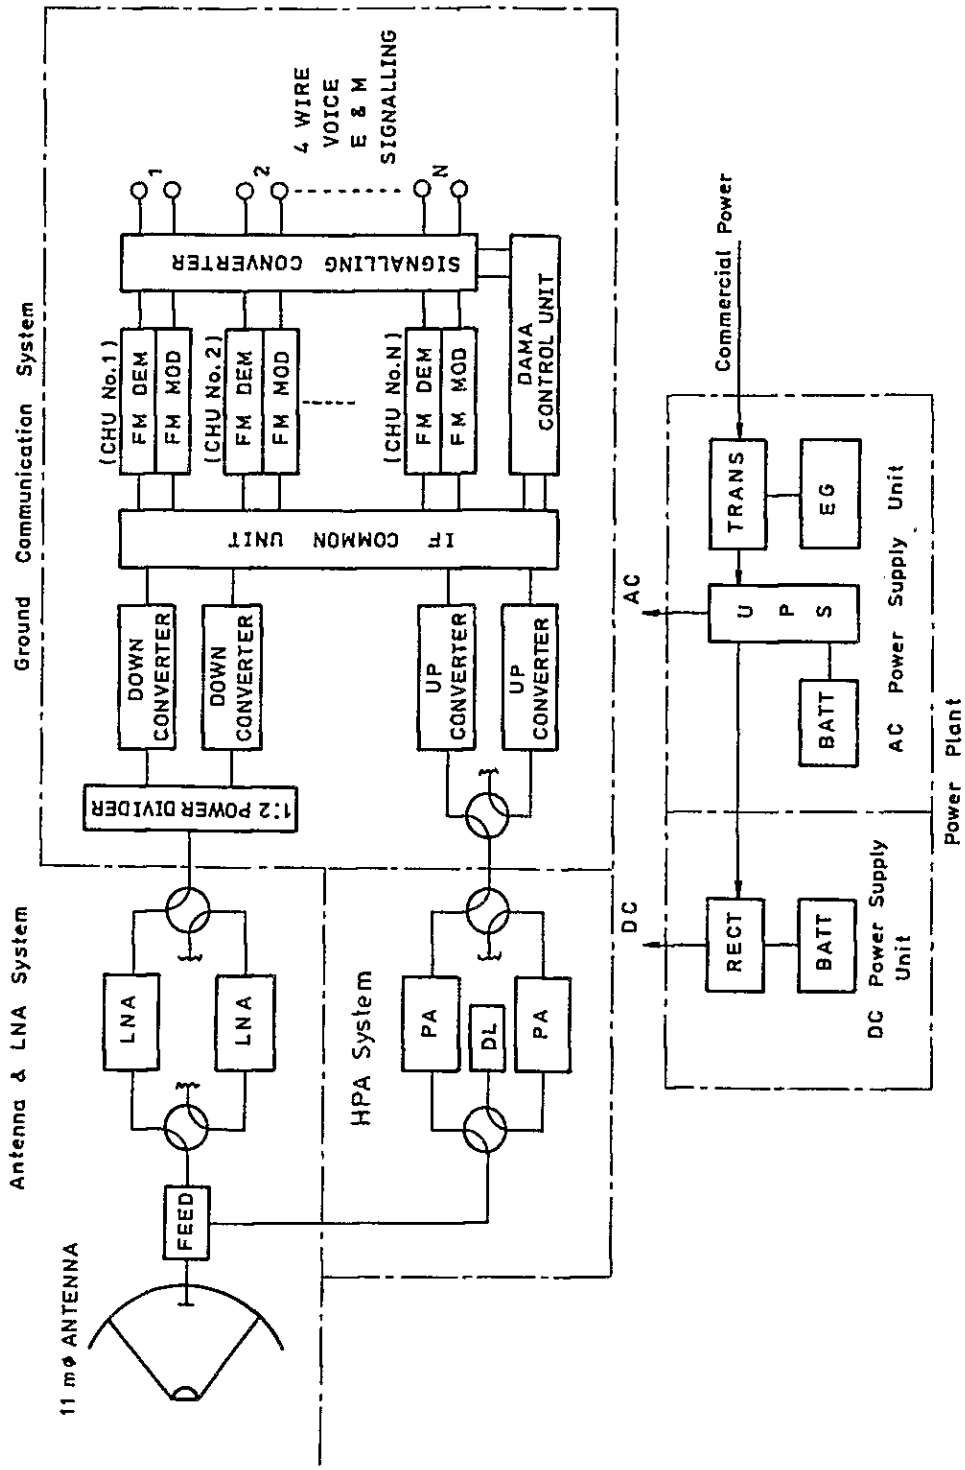 Antenna & LNA System
Ground Communication System
11 mφ ANTENNA
FEED
LNA
LNA
1:2 POWER DIVIDER
DOWN
CONVERTER
DOWN
CONVERTER
IF COMMON UNIT
(CHU No.1)
FM DEM
FM MOD
(CHU No.2)
FM DEM
FM MOD
(CHU No.N)
FM DEM
FM MOD
SIGNALLING CONVERTER
1
2
N
4 WIRE
VOICE
E & M
SIGNALLING
HPA System
PA
DL
PA
UP
CONVERTER
UP
CONVERTER
DAMA
CONTROL UNIT
DC
AC
RECT
BATT
DC Power Supply
Unit
UPS
BATT
TRANS
EG
Commercial Power
AC Power Supply Unit
Power Plant